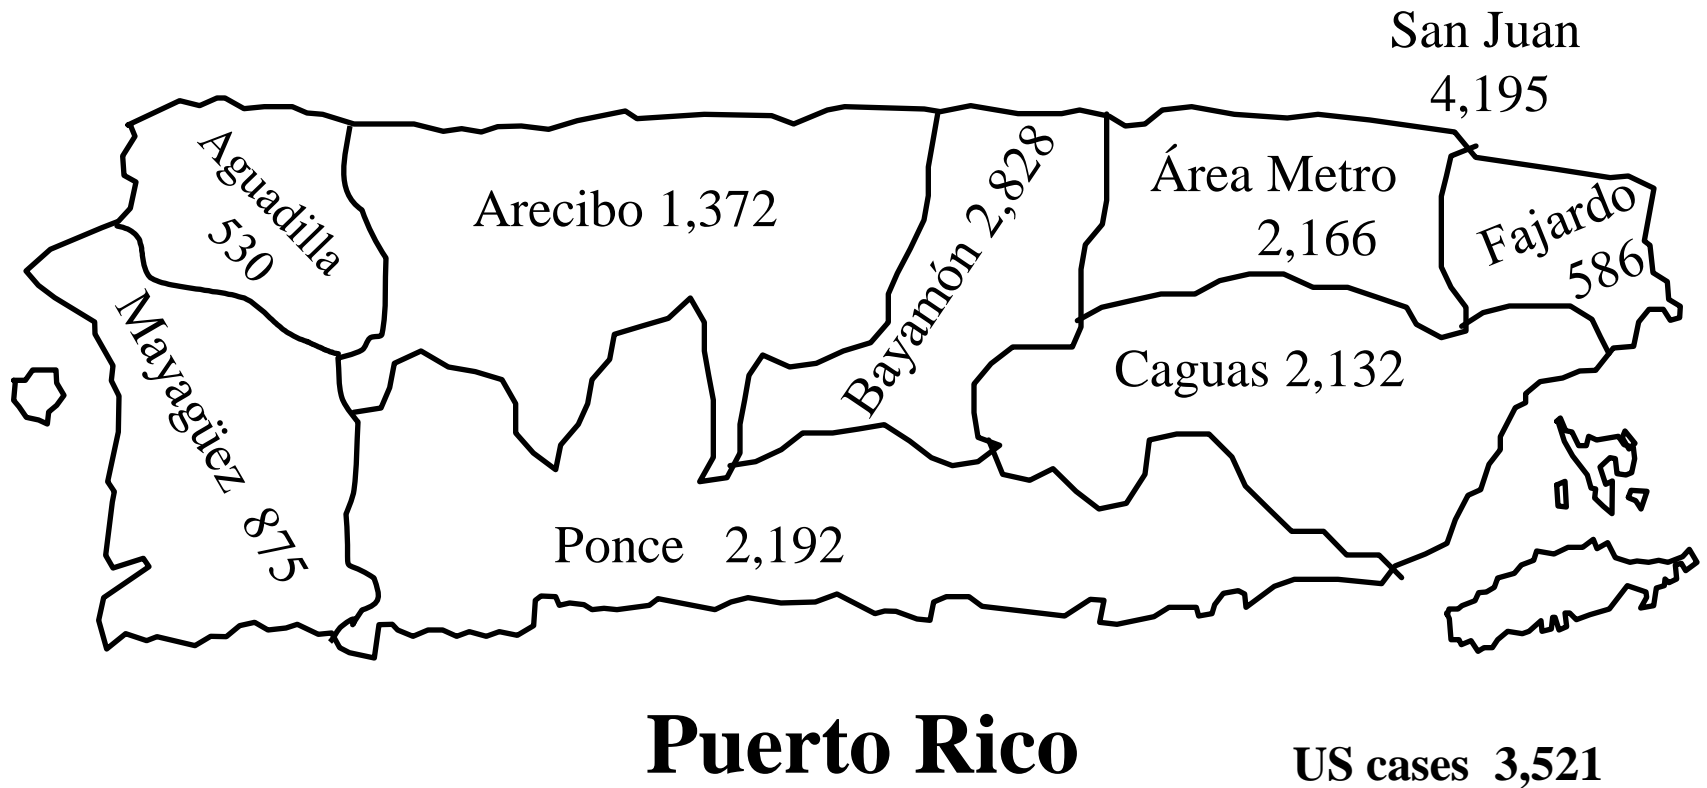 San Juan
4,195
Aguadilla
530
Arecibo 1,372
Bayamón 2,828
Área Metro
2,166
Fajardo
586
Mayagüez 875
Caguas 2,132
Ponce 2,192
Puerto Rico
US cases 3,521